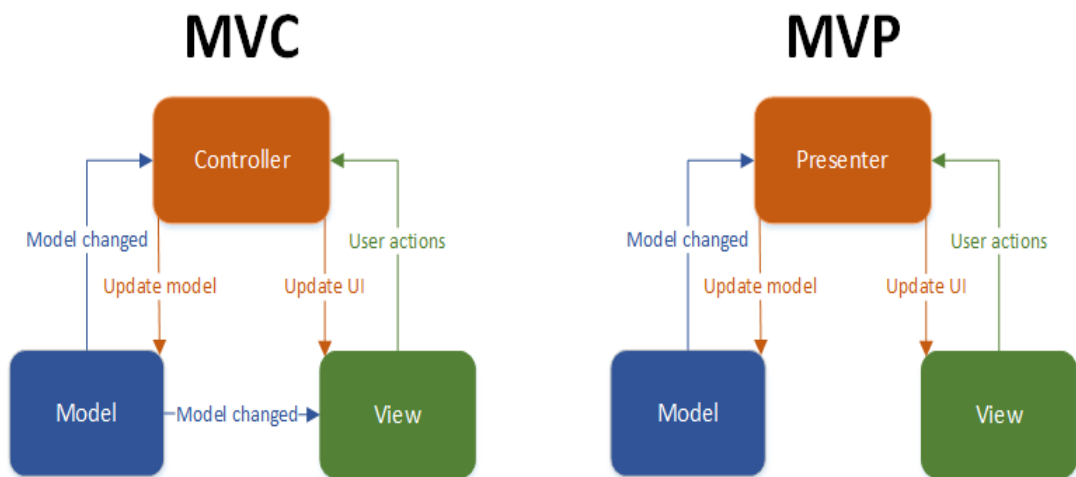 MVC
MVP
Controller
Presenter
Model changed
User actions
Model changed
User actions
Update model
Update UI
Update model
Update UI
Model
Model changed
View
Model
View